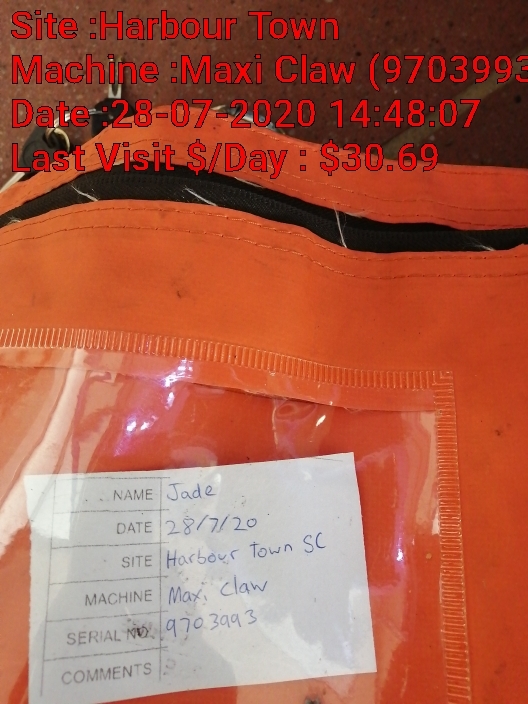 Site :Harbour Town
Machine :Maxi Claw (9703993
Date :28-07-2020 14:48:07
Last Visit $/Day : $30.69
NAME Jade
DATE 28/7/20
SITE Harbour Town SC
MACHINE Maxi Claw
SERIAL NO. 9703993
COMMENTS